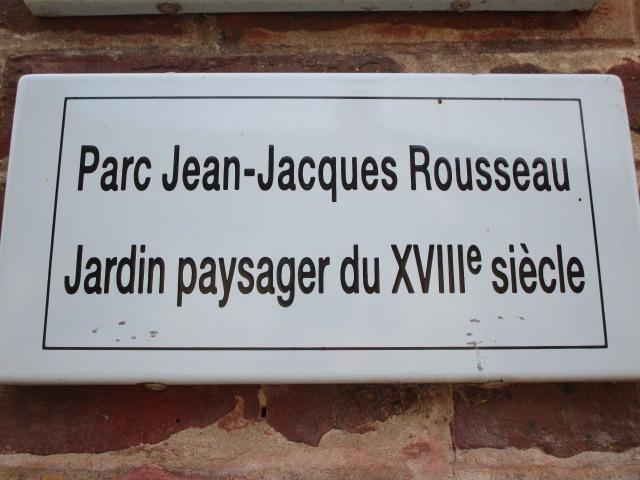 Parc Jean-Jacques Rousseau
Jardin paysager du XVIIIe siècle